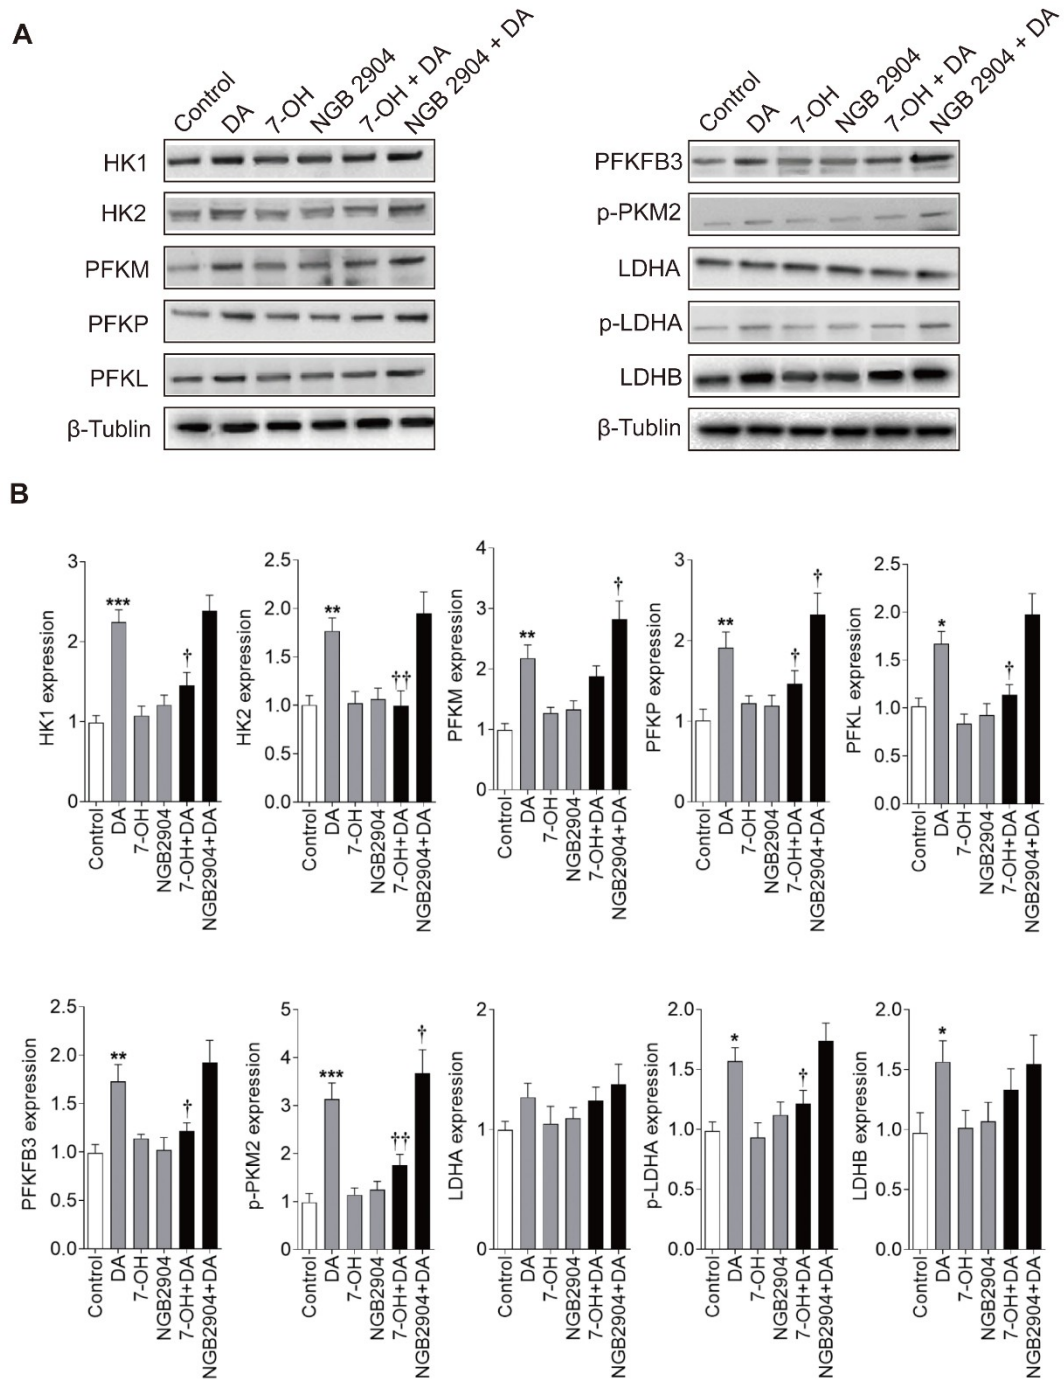 A
Control
DA
7-OH
NGB 2904
7-OH + DA
NGB 2904 + DA
HK1
HK2
PFKM
PFKP
PFKL
β-Tublin
Control
DA
7-OH
NGB 2904
7-OH + DA
NGB 2904 + DA
PFKFB3
p-PKM2
LDHA
p-LDHA
LDHB
β-Tublin
B
HK1 expression
3
2
1
0
***
†
Control
DA
7-OH
NGB2904
7-OH+DA
NGB2904+DA
HK2 expression
2.5
2.0
1.5
1.0
0.5
0.0
**
††
Control
DA
7-OH
NGB2904
7-OH+DA
NGB2904+DA
PFKM expression
4
3
2
1
0
**
†
Control
DA
7-OH
NGB2904
7-OH+DA
NGB2904+DA
PFKP expression
3
2
1
0
**
†
†
Control
DA
7-OH
NGB2904
7-OH+DA
NGB2904+DA
PFKL expression
2.5
2.0
1.5
1.0
0.5
0.0
*
†
Control
DA
7-OH
NGB2904
7-OH+DA
NGB2904+DA
PFKFB3 expression
2.5
2.0
1.5
1.0
0.5
0.0
**
†
Control
DA
7-OH
NGB2904
7-OH+DA
NGB2904+DA
p-PKM2 expression
5
4
3
2
1
0
***
††
†
Control
DA
7-OH
NGB2904
7-OH+DA
NGB2904+DA
LDHA expression
2
1
0
Control
DA
7-OH
NGB2904
7-OH+DA
NGB2904+DA
p-LDHA expression
2.0
1.5
1.0
0.5
0.0
*
†
Control
DA
7-OH
NGB2904
7-OH+DA
NGB2904+DA
LDHB expression
2.0
1.5
1.0
0.5
0.0
*
Control
DA
7-OH
NGB2904
7-OH+DA
NGB2904+DA